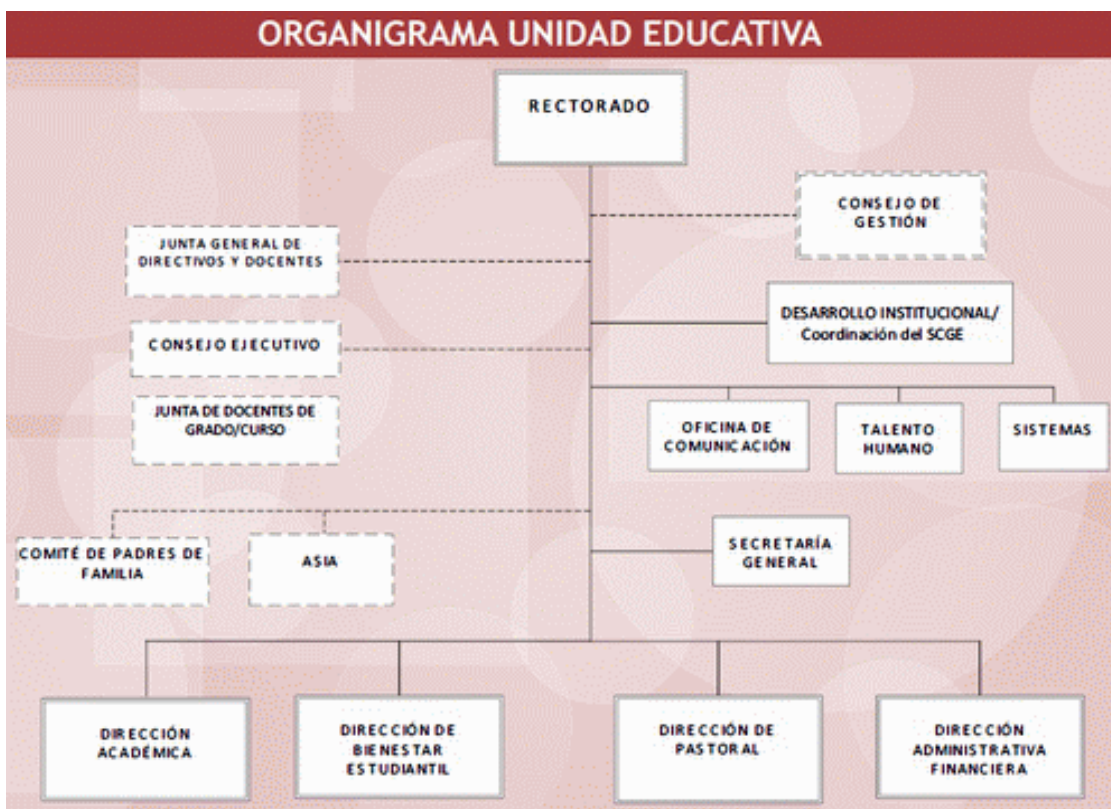 ORGANIGRAMA UNIDAD EDUCATIVA
RECTORADO
CONSEJO DE
GESTIÓN
JUNTA GENERAL DE
DIRECTIVOS Y DOCENTES
DESARROLLO INSTITUCIONAL/
Coordinación del SCGE
CONSEJO EJECUTIVO
JUNTA DE DOCENTES DE
GRADO/CURSO
OFICINA DE
COMUNICACIÓN
TALENTO
HUMANO
SISTEMAS
COMITÉ DE PADRES DE
FAMILIA
ASIA
SECRETARÍA
GENERAL
DIRECCIÓN
ACADÉMICA
DIRECCIÓN DE
BIENESTAR
ESTUDIANTIL
DIRECCIÓN DE
PASTORAL
DIRECCIÓN
ADMINISTRATIVA
FINANCIERA